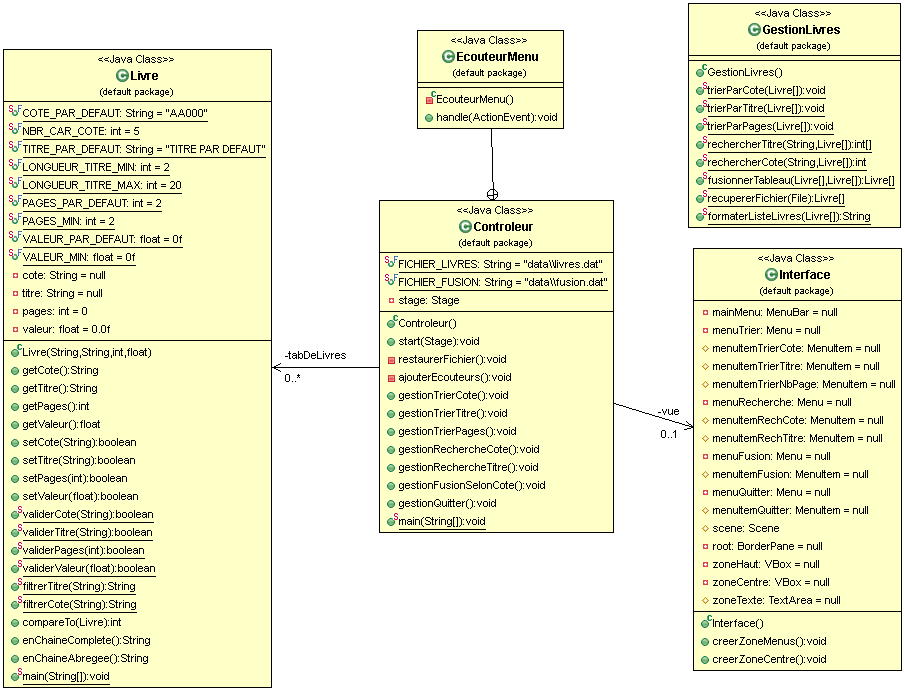 <<Java Class>>
Livre
(default package)
COTE_PAR_DEFAUT: String = "AA000"
NBR_CAR_COTE: int = 5
TITRE_PAR_DEFAUT: String = "TITRE PAR DEFAUT"
LONGUEUR_TITRE_MIN: int = 2
LONGUEUR_TITRE_MAX: int = 20
PAGES_PAR_DEFAUT: int = 2
PAGES_MIN: int = 2
VALEUR_PAR_DEFAUT: float = 0f
VALEUR_MIN: float = 0f
cote: String = null
titre: String = null
pages: int = 0
valeur: float = 0.0f
Livre(String,String,int,float)
getCote():String
getTitre():String
getPages():int
getValeur():float
setCote(String):boolean
setTitre(String):boolean
setPages(int):boolean
setValeur(float):boolean
validerCote(String):boolean
validerTitre(String):boolean
validerPages(int):boolean
validerValeur(float):boolean
filtrerTitre(String):String
filtrerCote(String):String
compareTo(Livre):int
enChaineComplete():String
enChaineAbregee():String
main(String[]):void
<<Java Class>>
EcouteurMenu
(default package)
EcouteurMenu()
handle(ActionEvent):void
-tabDeLivres
0..*
<<Java Class>>
Controleur
(default package)
FICHIER_LIVRES: String = "data\\livres.dat"
FICHIER_FUSION: String = "data\\fusion.dat"
stage: Stage
Controleur()
start(Stage):void
restaurerFichier():void
ajouterEcouteurs():void
gestionTrierCote():void
gestionTrierTitre():void
gestionTrierPages():void
gestionRechercheCote():void
gestionRechercheTitre():void
gestionFusionSelonCote():void
gestionQuitter():void
main(String[]):void
-vue
0..1
<<Java Class>>
GestionLivres
(default package)
GestionLivres()
trierParCote(Livre[]):void
trierParTitre(Livre[]):void
trierParPages(Livre[]):void
rechercherTitre(String,Livre[]):int[]
rechercherCote(String,Livre[]):int
fusionnerTableau(Livre[],Livre[]):Livre[]
recupererFichier(File):Livre[]
formaterListeLivres(Livre[]):String
<<Java Class>>
Interface
(default package)
mainMenu: MenuBar = null
menuTrier: Menu = null
menuItemTrierCote: MenuItem = null
menuItemTrierTitre: MenuItem = null
menuItemTrierNbPage: MenuItem = null
menuRecherche: Menu = null
menuItemRechCote: MenuItem = null
menuItemRechTitre: MenuItem = null
menuFusion: Menu = null
menuItemFusion: MenuItem = null
menuQuitter: Menu = null
menuItemQuitter: MenuItem = null
scene: Scene
root: BorderPane = null
zoneHaut: VBox = null
zoneCentre: VBox = null
zoneTexte: TextArea = null
Interface()
creerZoneMenus():void
creerZoneCentre():void